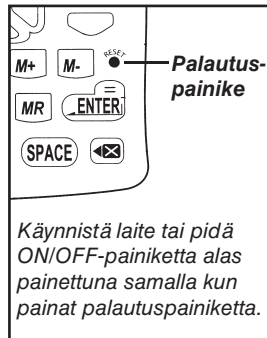 RESET
M+ M- Palautus-
painike
MR =
ENTER
SPACE
Käynnistä laite tai pidä
ON/OFF-painiketta alas
painettuna samalla kun
painat palautuspainiketta.